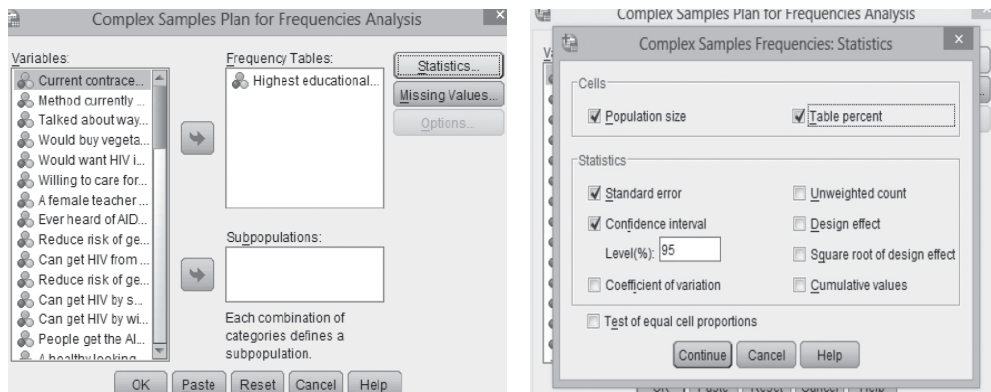 Complex Samples Plan for Frequencies Analysis
Variables:
Current contrace...
Method currently ...
Talked about way...
Would buy vegeta...
Would want HIV i...
Willing to care for...
A female teacher ...
Ever heard of AID...
Reduce risk of ge...
Can get HIV from ...
Reduce risk of ge...
Can get HIV by s...
Can get HIV by wi...
People get the AI...
A healthy looking
Frequency Tables:
Highest educational...
Subpopulations:
Each combination of
categories defines a
subpopulation.
Statistics...
Missing Values...
Options...
OK Paste Reset Cancel Help
Complex Samples Plan for Frequencies Analysis
Complex Samples Frequencies: Statistics
Cells
Population size
Table percent
Statistics
Standard error
Unweighted count
Confidence interval
Design effect
Level(%): 95
Square root of design effect
Coefficient of variation
Cumulative values
Test of equal cell proportions
Continue Cancel Help